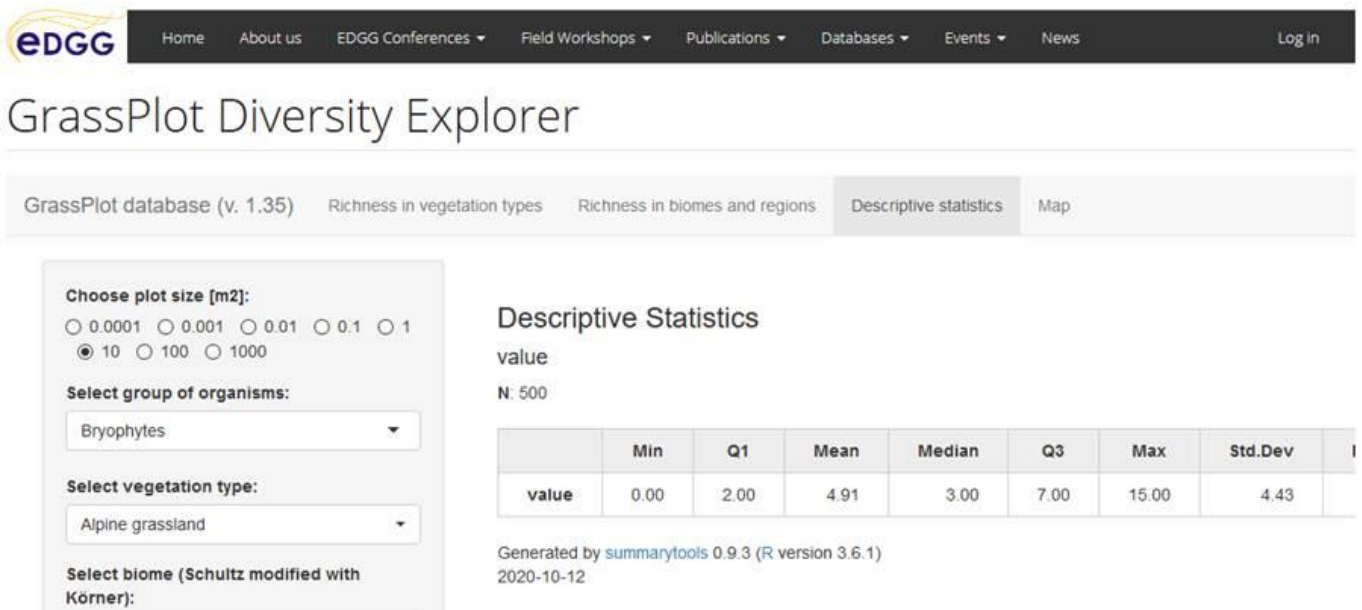 eDGG Home About us EDGG Conferences Field Workshops Publications Databases Events News Log in
GrassPlot Diversity Explorer
GrassPlot database (v. 1.35) Richness in vegetation types Richness in biomes and regions Descriptive statistics Map
Choose plot size [m2]:
0.0001 0.001 0.01 0.1 1
10 100 1000
Select group of organisms:
Bryophytes
Select vegetation type:
Alpine grassland
Select biome (Schultz modified with
Körner):
Descriptive Statistics
value
N: 500
Min Q1 Mean Median Q3 Max Std.Dev
value 0.00 2.00 4.91 3.00 7.00 15.00 4.43
Generated by summarytools 0.9.3 (R version 3.6.1)
2020-10-12